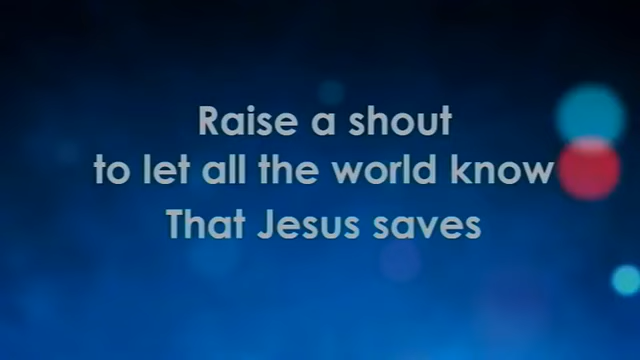 Raise a shout
to let all the world know
That Jesus saves